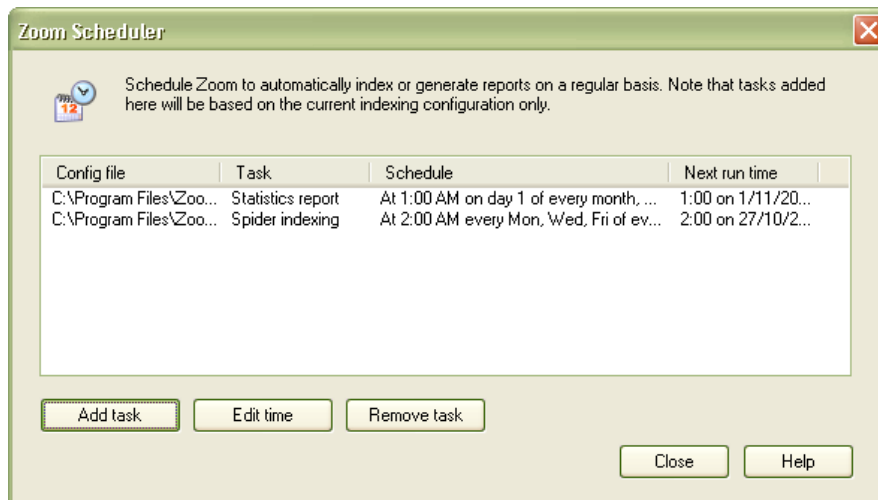 Zoom Scheduler
Schedule Zoom to automatically index or generate reports on a regular basis. Note that tasks added
here will be based on the current indexing configuration only.
12
Config file Task Schedule Next run time
C:\Program Files\Zoo... Statistics report At 1:00 AM on day 1 of every month, ... 1:00 on 1/11/20...
C:\Program Files\Zoo... Spider indexing At 2:00 AM every Mon, Wed, Fri of ev... 2:00 on 27/10/2...
Add task Edit time Remove task
Close Help